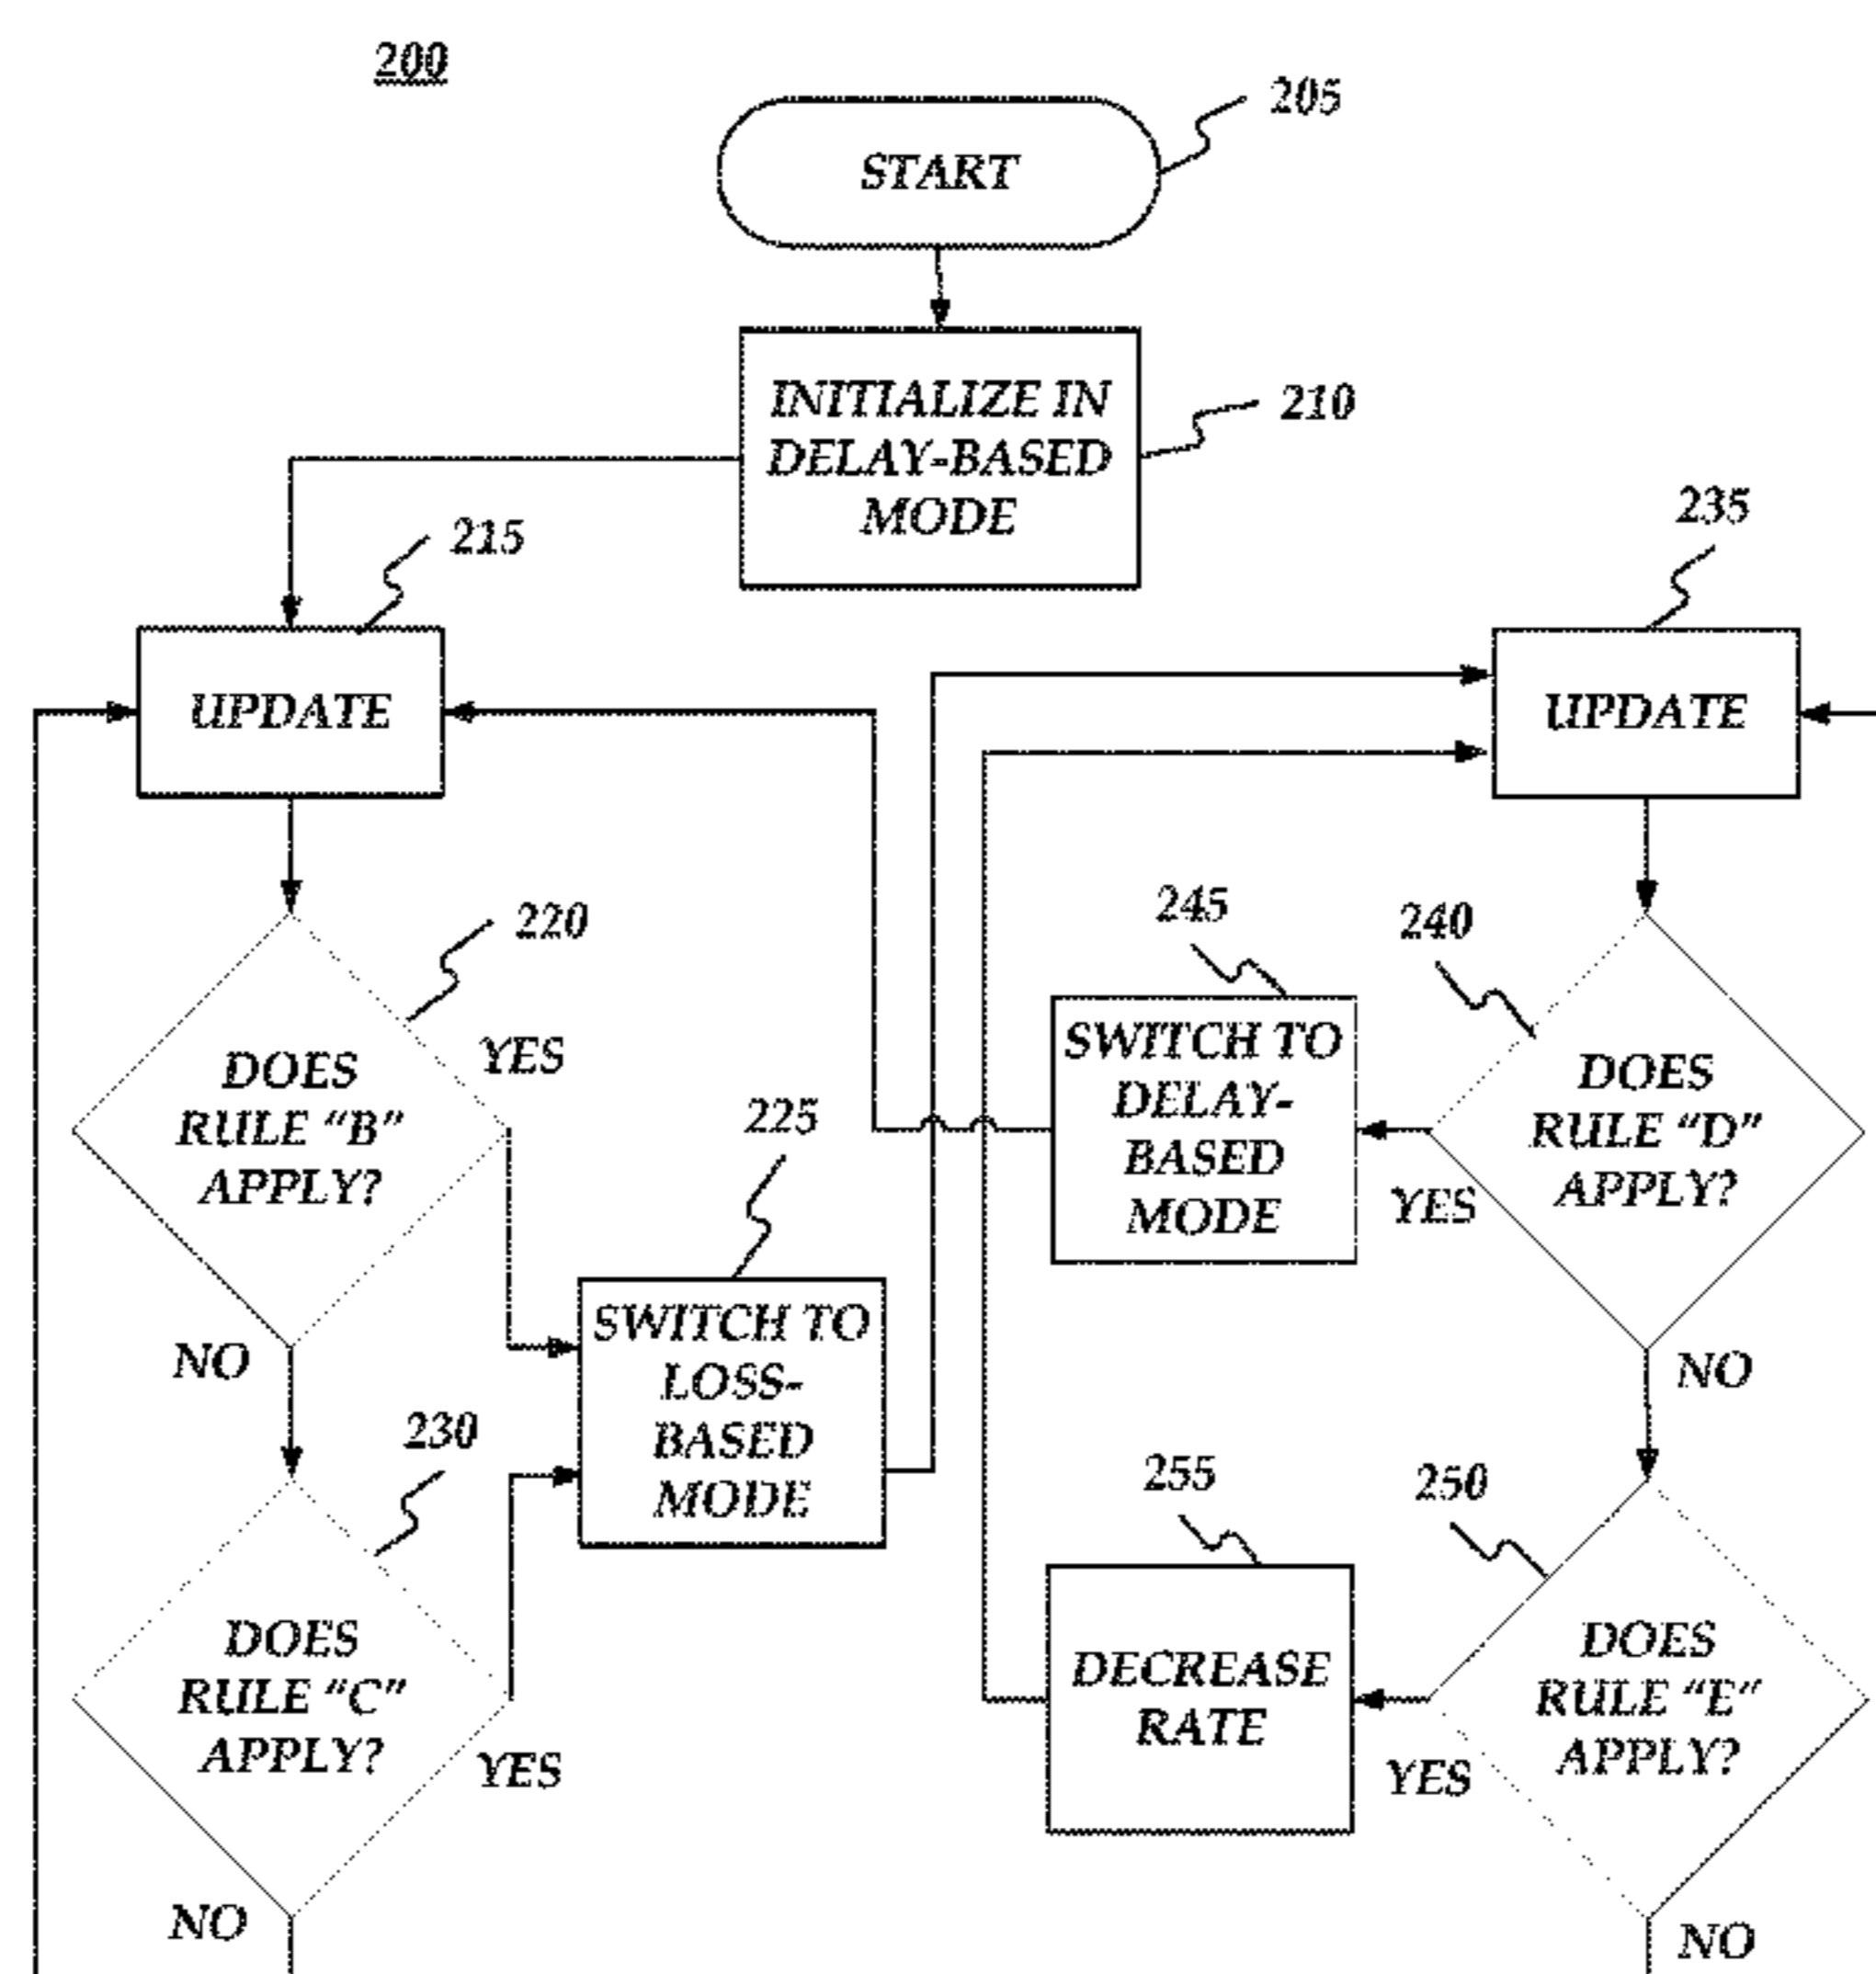 200
205
START
INITIALIZE IN
DELAY-BASED
MODE
210
215
UPDATE
235
UPDATE
220
DOES
RULE “B”
APPLY?
YES
NO
225
SWITCH TO
LOSS-
BASED
MODE
230
DOES
RULE “C”
APPLY?
YES
NO
245
SWITCH TO
DELAY-
BASED
MODE
240
DOES
RULE “D”
APPLY?
YES
NO
255
DECREASE
RATE
250
DOES
RULE “E”
APPLY?
YES
NO